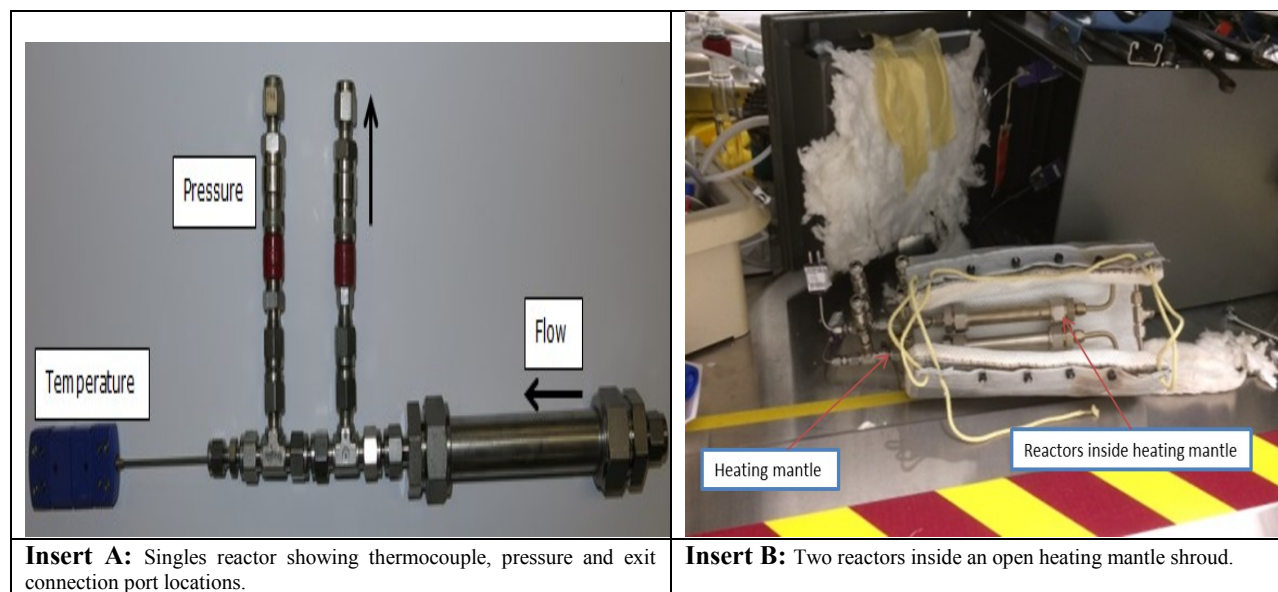 Pressure
Flow
Temperature
Heating mantle
Reactors inside heating mantle
Insert A: Singles reactor showing thermocouple, pressure and exit
connection port locations.
Insert B: Two reactors inside an open heating mantle shroud.